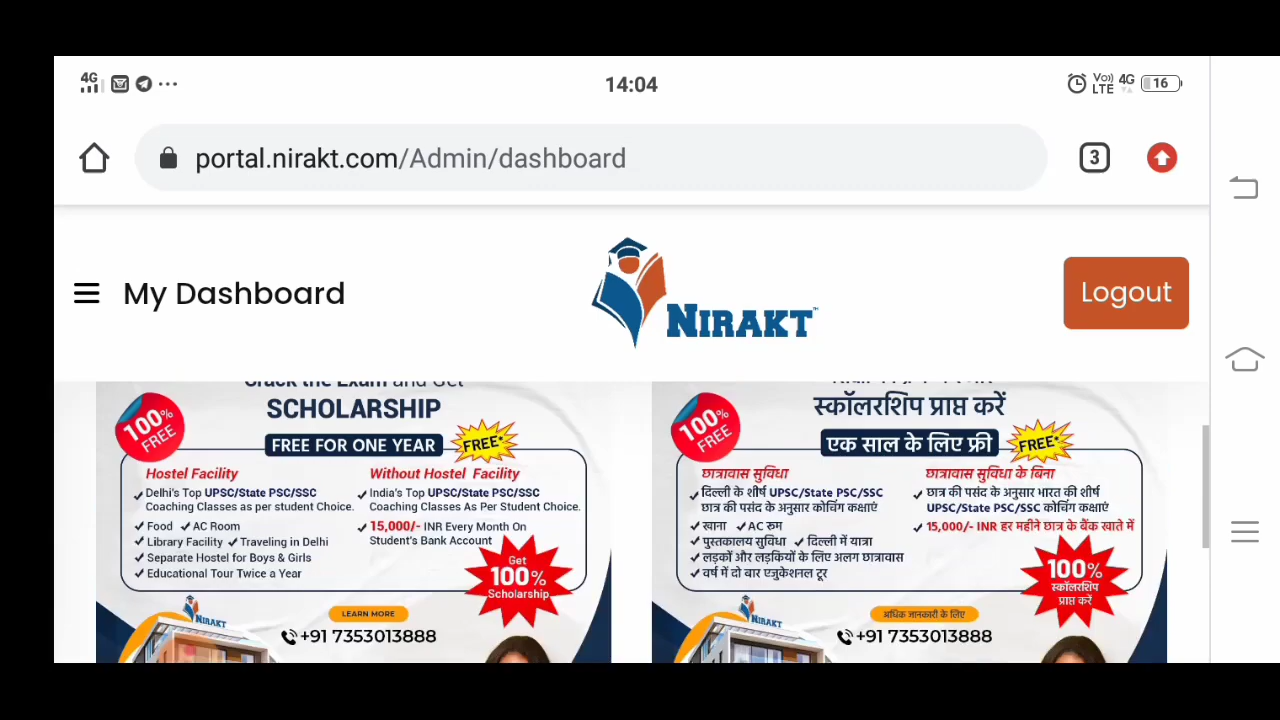 4G 14:04 Vo) LTE 4G 16
portal.nirakt.com/Admin/dashboard 3
My Dashboard NIRAKT Logout
Crack the Exam and Get
SCHOLARSHIP
100% FREE
FREE FOR ONE YEAR FREE*
Hostel Facility
Delhi's Top UPSC/State PSC/SSC
Coaching Classes as per student Choice.
Food AC Room
Library Facility Traveling in Delhi
Separate Hostel for Boys & Girls
Educational Tour Twice a Year
Without Hostel Facility
India's Top UPSC/State PSC/SSC
Coaching Classes As Per Student Choice.
15,000/- INR Every Month On
Student's Bank Account
Get
100%
Scholarship
LEARN MORE
NIRAKT
+91 7353013888
स्कॉलरशिप प्राप्त करें
100% FREE
एक साल के लिए फ्री FREE*
छात्रावास सुविधा
दिल्ली के शीर्ष UPSC/State PSC/SSC
छात्र की पसंद के अनुसार कोचिंग कक्षाएं
खाना AC रूम
पुस्तकालय सुविधा दिल्ली में यात्रा
लड़कों और लड़कियों के लिए अलग छात्रावास
वर्ष में दो बार एजुकेशनल टूर
छात्रावास सुविधा के बिना
छात्र की पसंद के अनुसार भारत की शीर्ष
UPSC/State PSC/SSC कोचिंग कक्षाएं
15,000/- INR हर महीने छात्र के बैंक खाते में
100%
स्कॉलरशिप
प्राप्त करें
अधिक जानकारी के लिए
NIRAKT
+91 7353013888